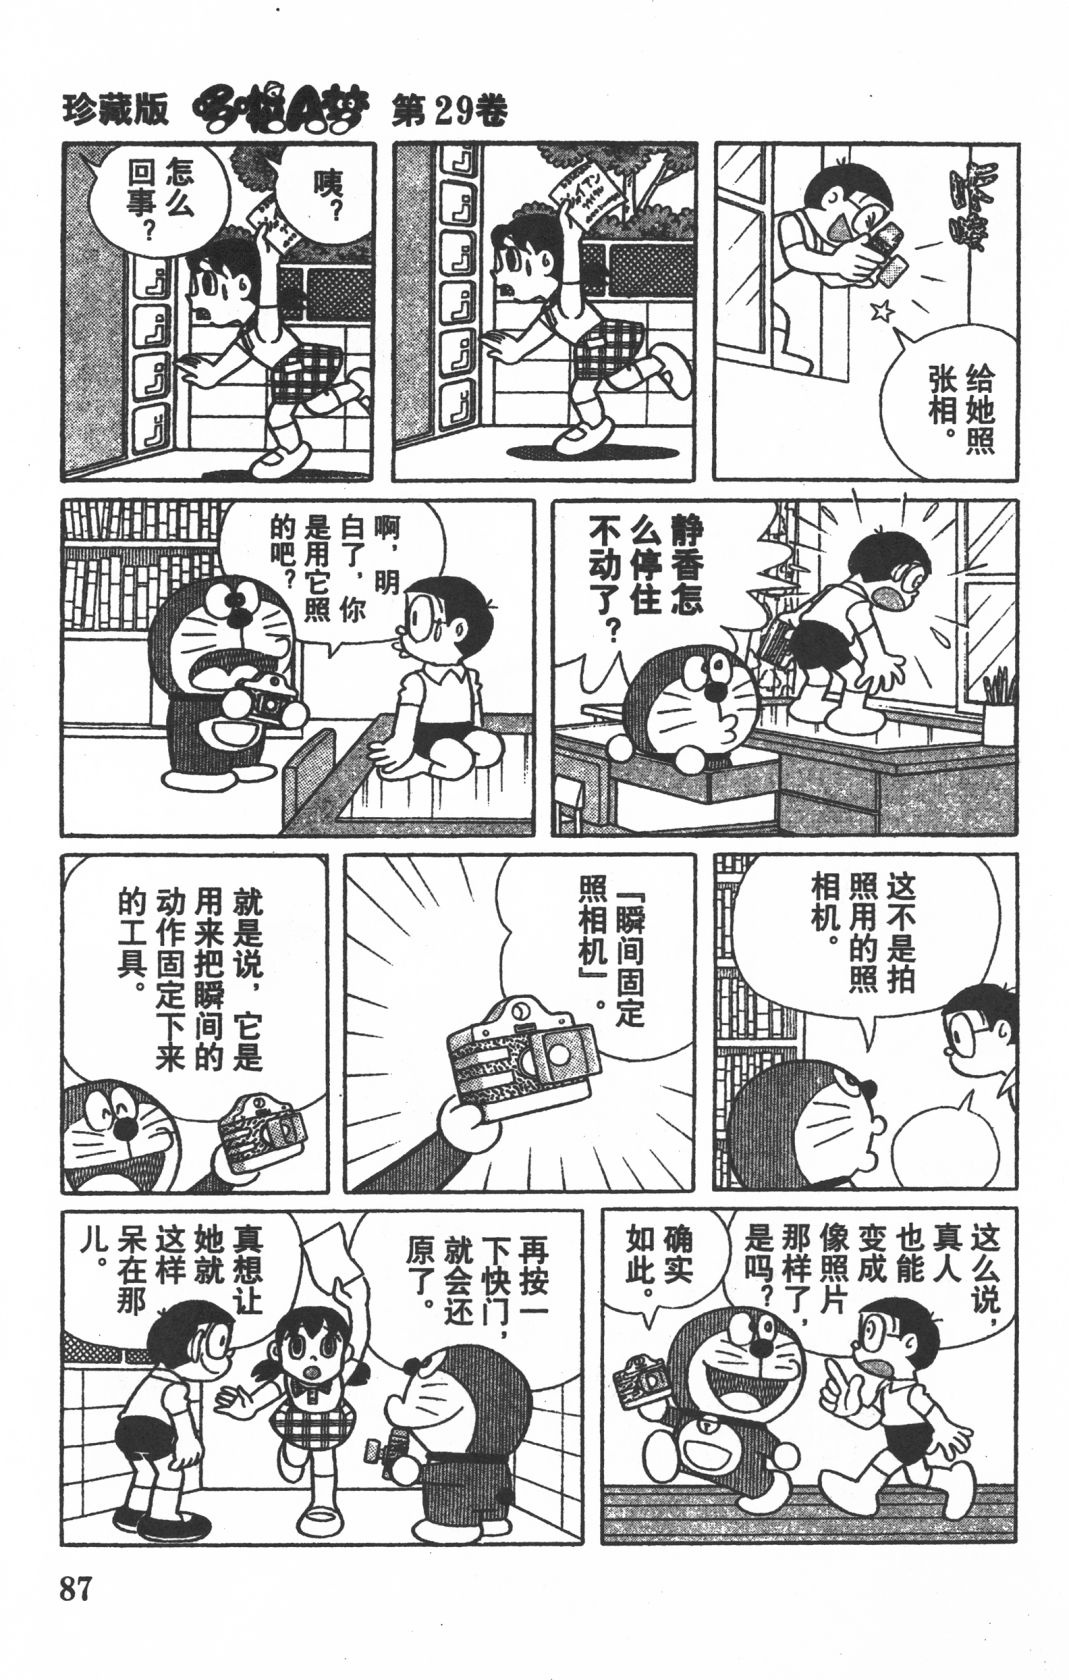 珍藏版 哆啦A梦 第29卷
给她照
张相。
咔嚓
咦？
怎么
回事？
静香怎
么停住
不动了？
啊，明
白了，你
是用它照
的吧？
这不是拍
照用的照
相机。
『瞬间固定
照相机』。
就是说，它是
用来把瞬间的
动作固定下来
的工具。
这么说，
真人
也能
变成
像照片
那样了，
是吗？
确实
如此。
再按一
下快门，
就会还
原了。
真想让
她就
这样
呆在那
儿。
87